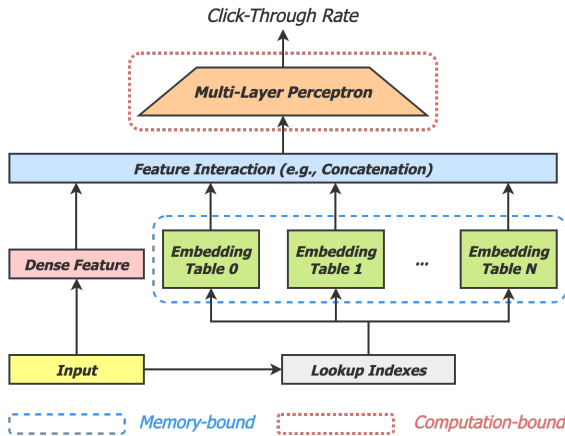 Click-Through Rate
Multi-Layer Perceptron
Feature Interaction (e.g., Concatenation)
Dense Feature
Embedding
Table 0
Embedding
Table 1
...
Embedding
Table N
Input
Lookup Indexes
Memory-bound
Computation-bound